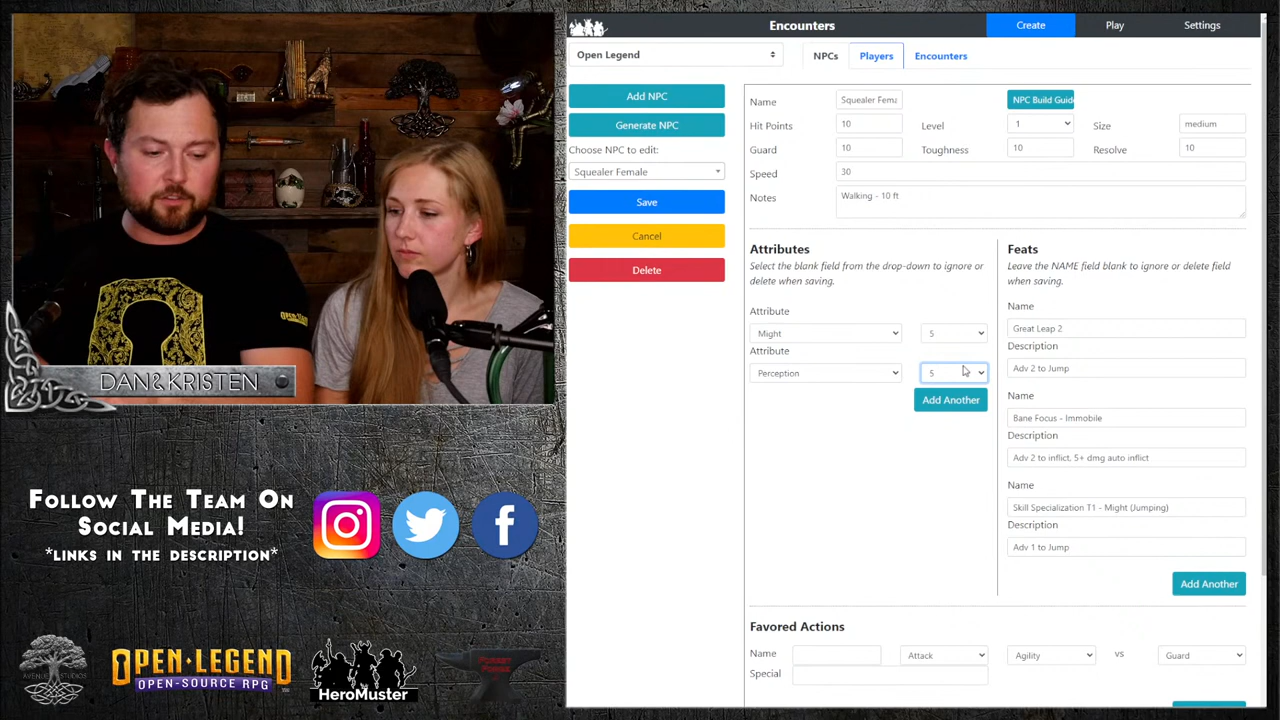 Encounters
Create
Play
Settings
Open Legend
NPCs
Players
Encounters
Add NPC
Generate NPC
Choose NPC to edit:
Squealer Female
Save
Cancel
Delete
Name
Squealer Fema
NPC Build Guid
Hit Points
10
Level
1
Size
medium
Guard
10
Toughness
10
Resolve
10
Speed
30
Notes
Walking - 10 ft
Attributes
Select the blank field from the drop-down to ignore or
delete when saving.
Attribute
Might
5
Attribute
Perception
5
Add Another
Feats
Leave the NAME field blank to ignore or delete field
when saving.
Name
Great Leap 2
Description
Adv 2 to Jump
Name
Bane Focus - Immobile
Description
Adv 2 to inflict, 5+ dmg auto inflict
Name
Skill Specialization T1 - Might (Jumping)
Description
Adv 1 to Jump
Add Another
Favored Actions
Name
Attack
Agility
vs
Guard
Special
DAN & KRISTEN
FOLLOW THE TEAM ON
SOCIAL MEDIA!
*LINKS IN THE DESCRIPTION*
AVENUE STUDIOS
OPEN LEGEND
OPEN-SOURCE RPG
HeroMuster